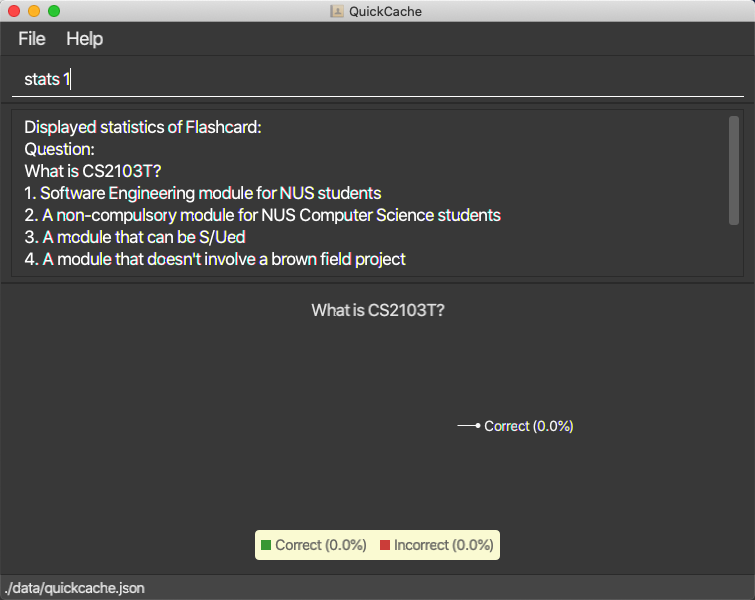 QuickCache
File Help
stats 1
Displayed statistics of Flashcard:
Question:
What is CS2103T?
1. Software Engineering module for NUS students
2. A non-compulsory module for NUS Computer Science students
3. A module that can be S/Ued
4. A module that doesn't involve a brown field project
What is CS2103T?
Correct (0.0%)
Correct (0.0%) Incorrect (0.0%)
./data/quickcache.json